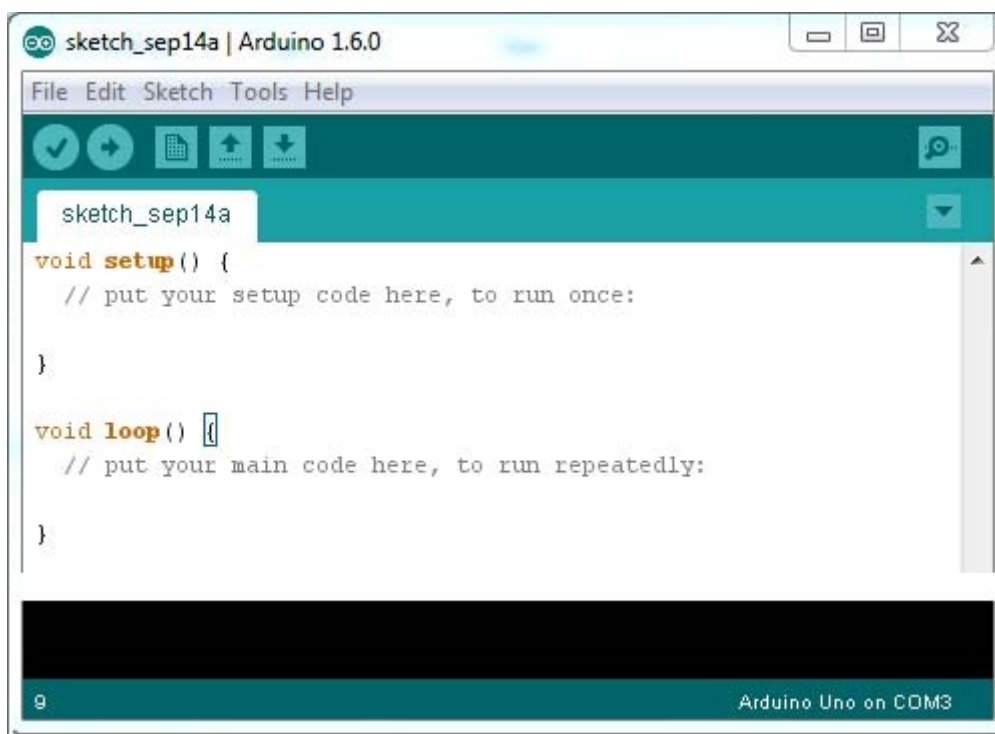 sketch_sep14a | Arduino 1.6.0
File Edit Sketch Tools Help
sketch_sep14a
void setup() {
  // put your setup code here, to run once:
}
void loop() {
  // put your main code here, to run repeatedly:
}
9 Arduino Uno on COM3